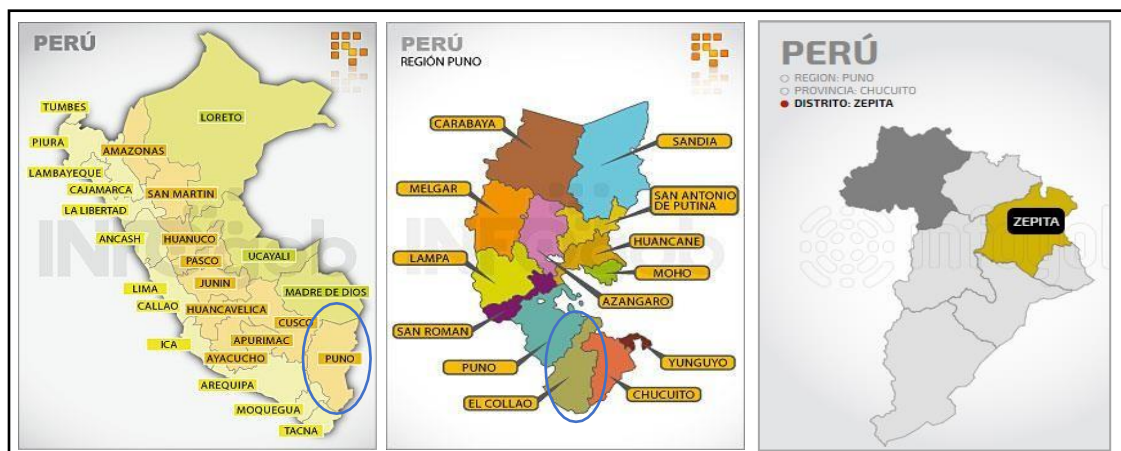 PERÚ
TUMBES
LORETO
PIURA
AMAZONAS
LAMBAYEQUE
CAJAMARCA
SAN MARTIN
LA LIBERTAD
ANCASH
HUANUCO
UCAYALI
PASCO
LIMA
JUNIN
MADRE DE DIOS
CALLAO
HUANCAVELICA
CUSCO
ICA
APURIMAC
AYACUCHO
PUNO
AREQUIPA
MOQUEGUA
TACNA
INFOgob
PERÚ
REGIÓN PUNO
CARABAYA
SANDIA
MELGAR
SAN ANTONIO
DE PUTINA
HUANCANE
LAMPA
MOHO
AZANGARO
SAN ROMAN
PUNO
YUNGUYO
EL COLLAO
CHUCUITO
INFOgob
PERÚ
REGION: PUNO
PROVINCIA: CHUCUITO
DISTRITO: ZEPITA
ZEPITA